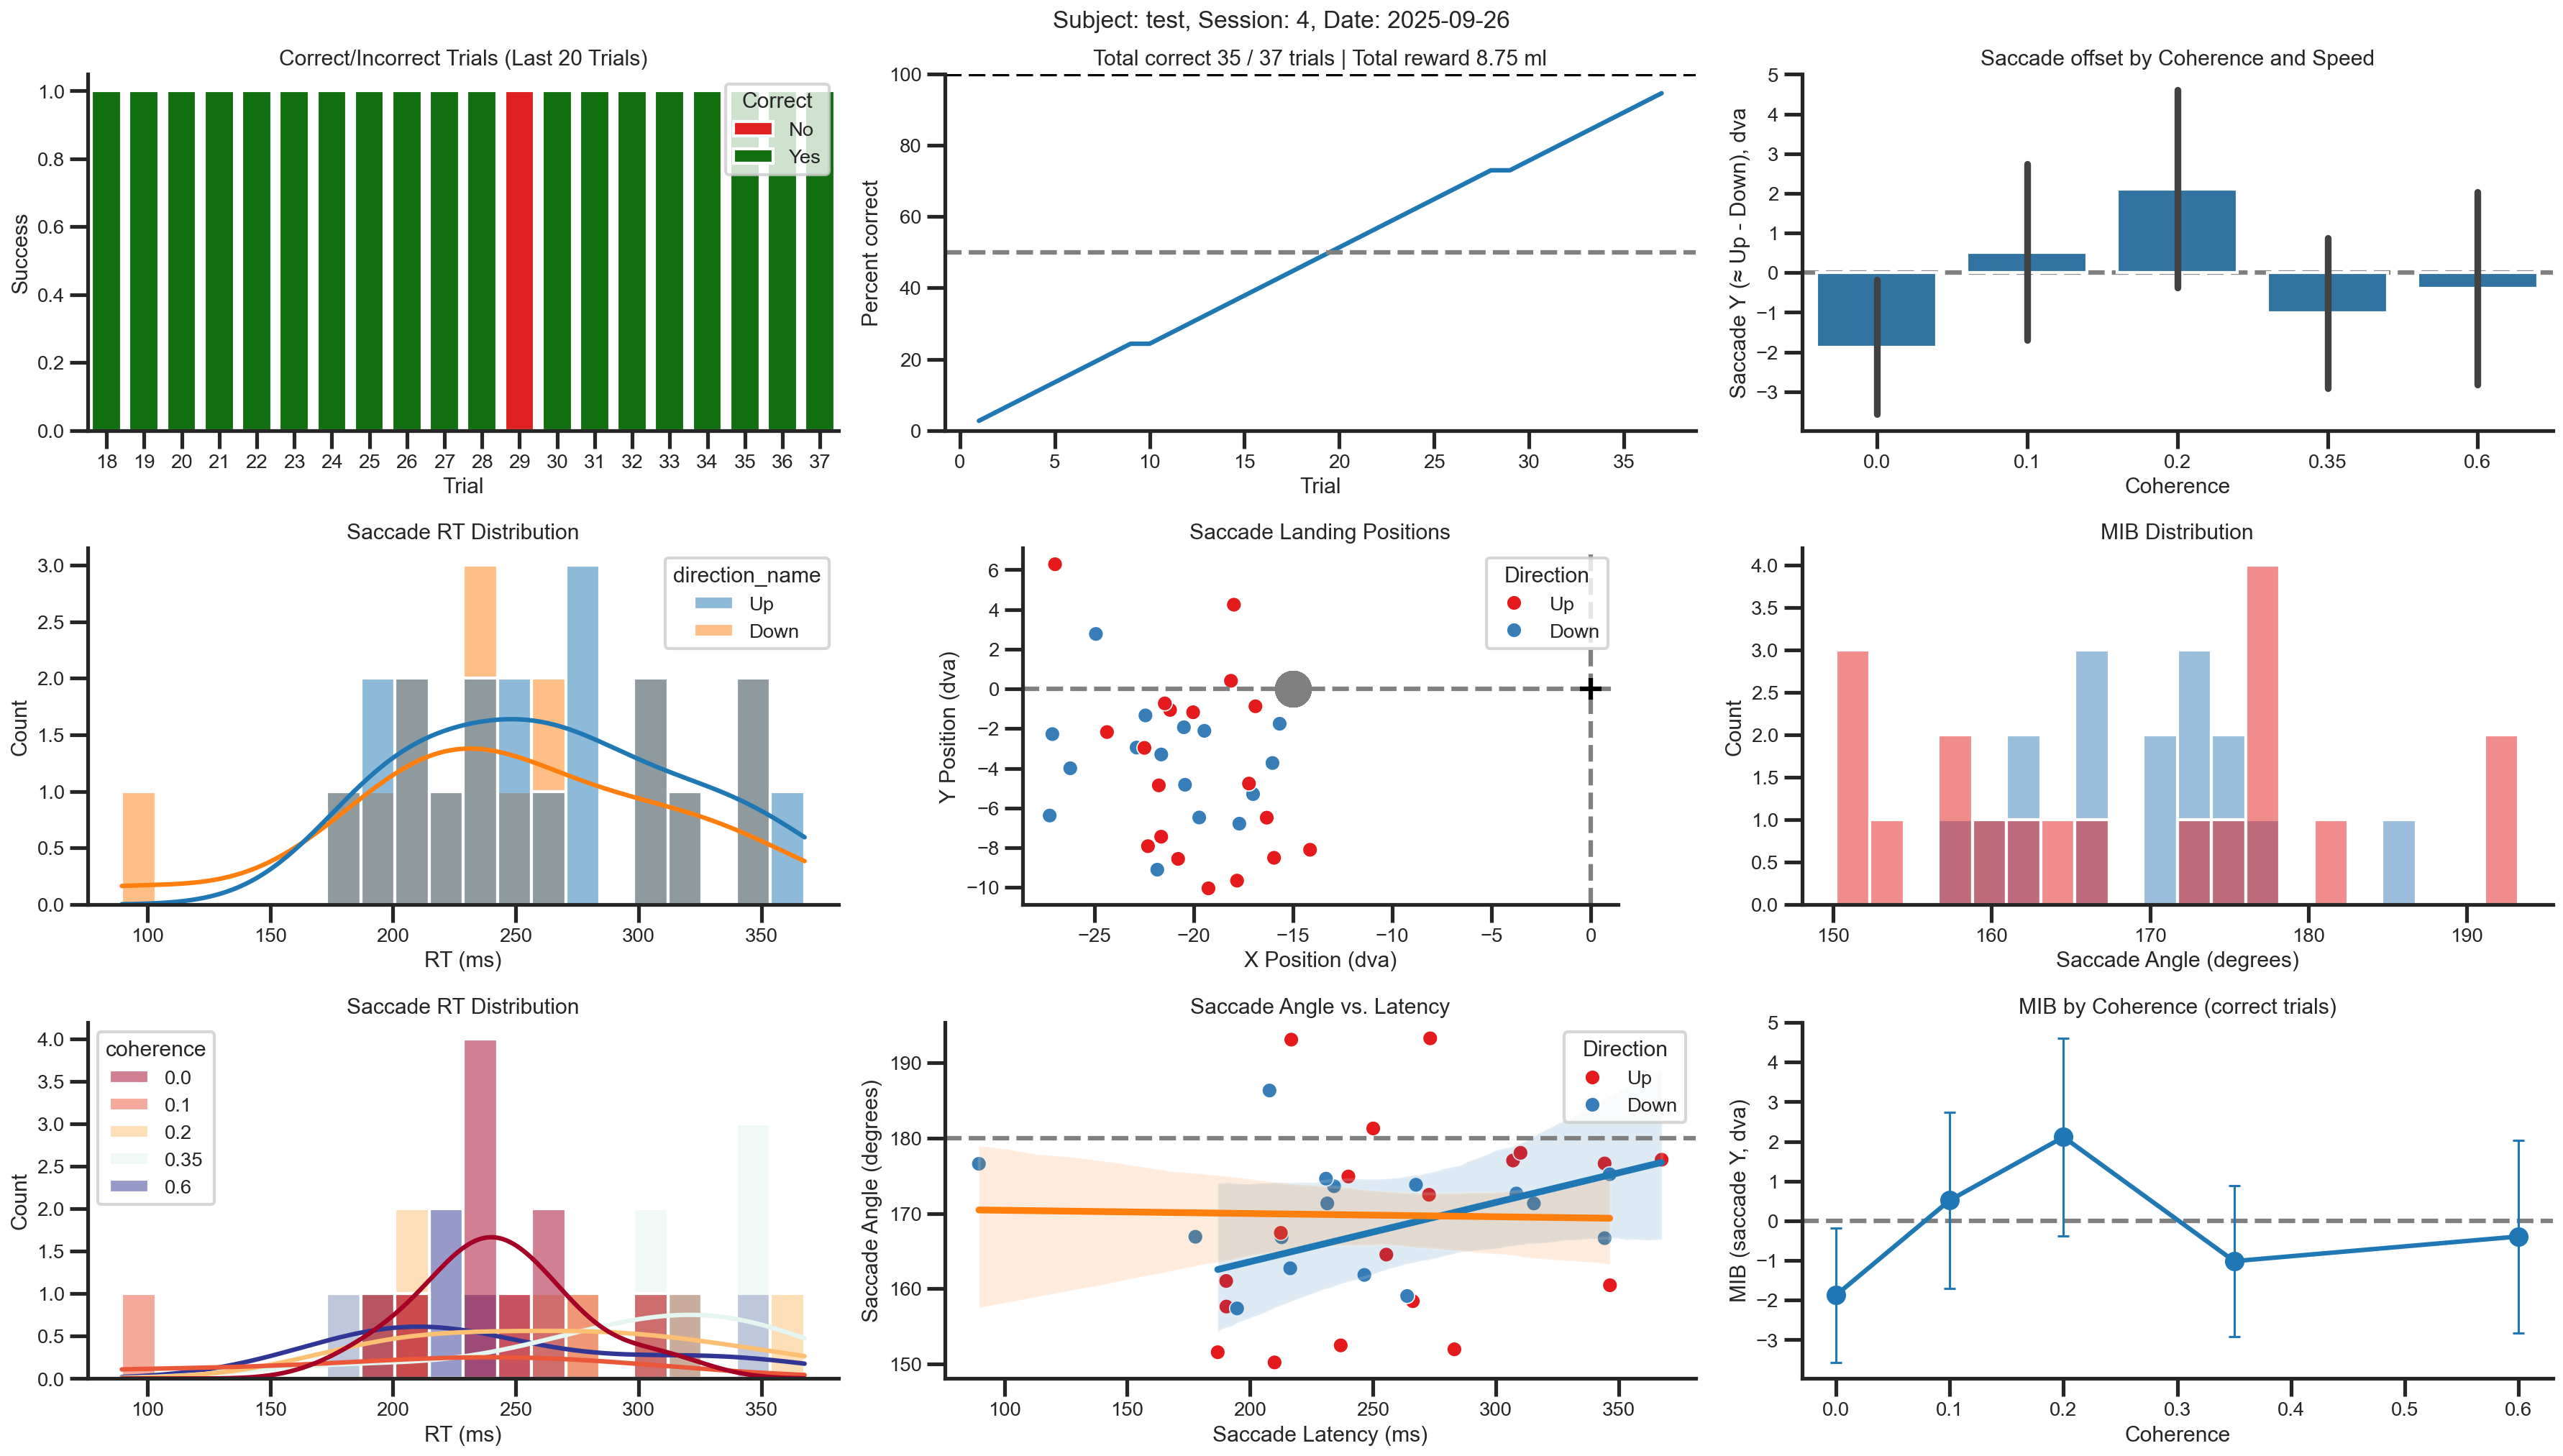 Subject: test, Session: 4, Date: 2025-09-26
Correct/Incorrect Trials (Last 20 Trials)
Success
1.0
0.8
0.6
0.4
0.2
0.0
Correct
No
Yes
18 19 20 21 22 23 24 25 26 27 28 29 30 31 32 33 34 35 36 37
Trial
Total correct 35 / 37 trials | Total reward 8.75 ml
Percent correct
100
80
60
40
20
0
0 5 10 15 20 25 30 35
Trial
Saccade offset by Coherence and Speed
Saccade Y (≈ Up - Down), dva
5
4
3
2
1
0
−1
−2
−3
0.0 0.1 0.2 0.35 0.6
Coherence
Saccade RT Distribution
Count
3.0
2.5
2.0
1.5
1.0
0.5
0.0
direction_name
Up
Down
100 150 200 250 300 350
RT (ms)
Saccade Landing Positions
Y Position (dva)
6
4
2
0
−2
−4
−6
−8
−10
Direction
Up
Down
−25 −20 −15 −10 −5 0
X Position (dva)
MIB Distribution
Count
4.0
3.5
3.0
2.5
2.0
1.5
1.0
0.5
0.0
150 160 170 180 190
Saccade Angle (degrees)
Saccade RT Distribution
Count
4.0
3.5
3.0
2.5
2.0
1.5
1.0
0.5
0.0
coherence
0.0
0.1
0.2
0.35
0.6
100 150 200 250 300 350
RT (ms)
Saccade Angle vs. Latency
Saccade Angle (degrees)
190
180
170
160
150
Direction
Up
Down
100 150 200 250 300 350
Saccade Latency (ms)
MIB by Coherence (correct trials)
MIB (saccade Y, dva)
5
4
3
2
1
0
−1
−2
−3
0.0 0.1 0.2 0.3 0.4 0.5 0.6
Coherence